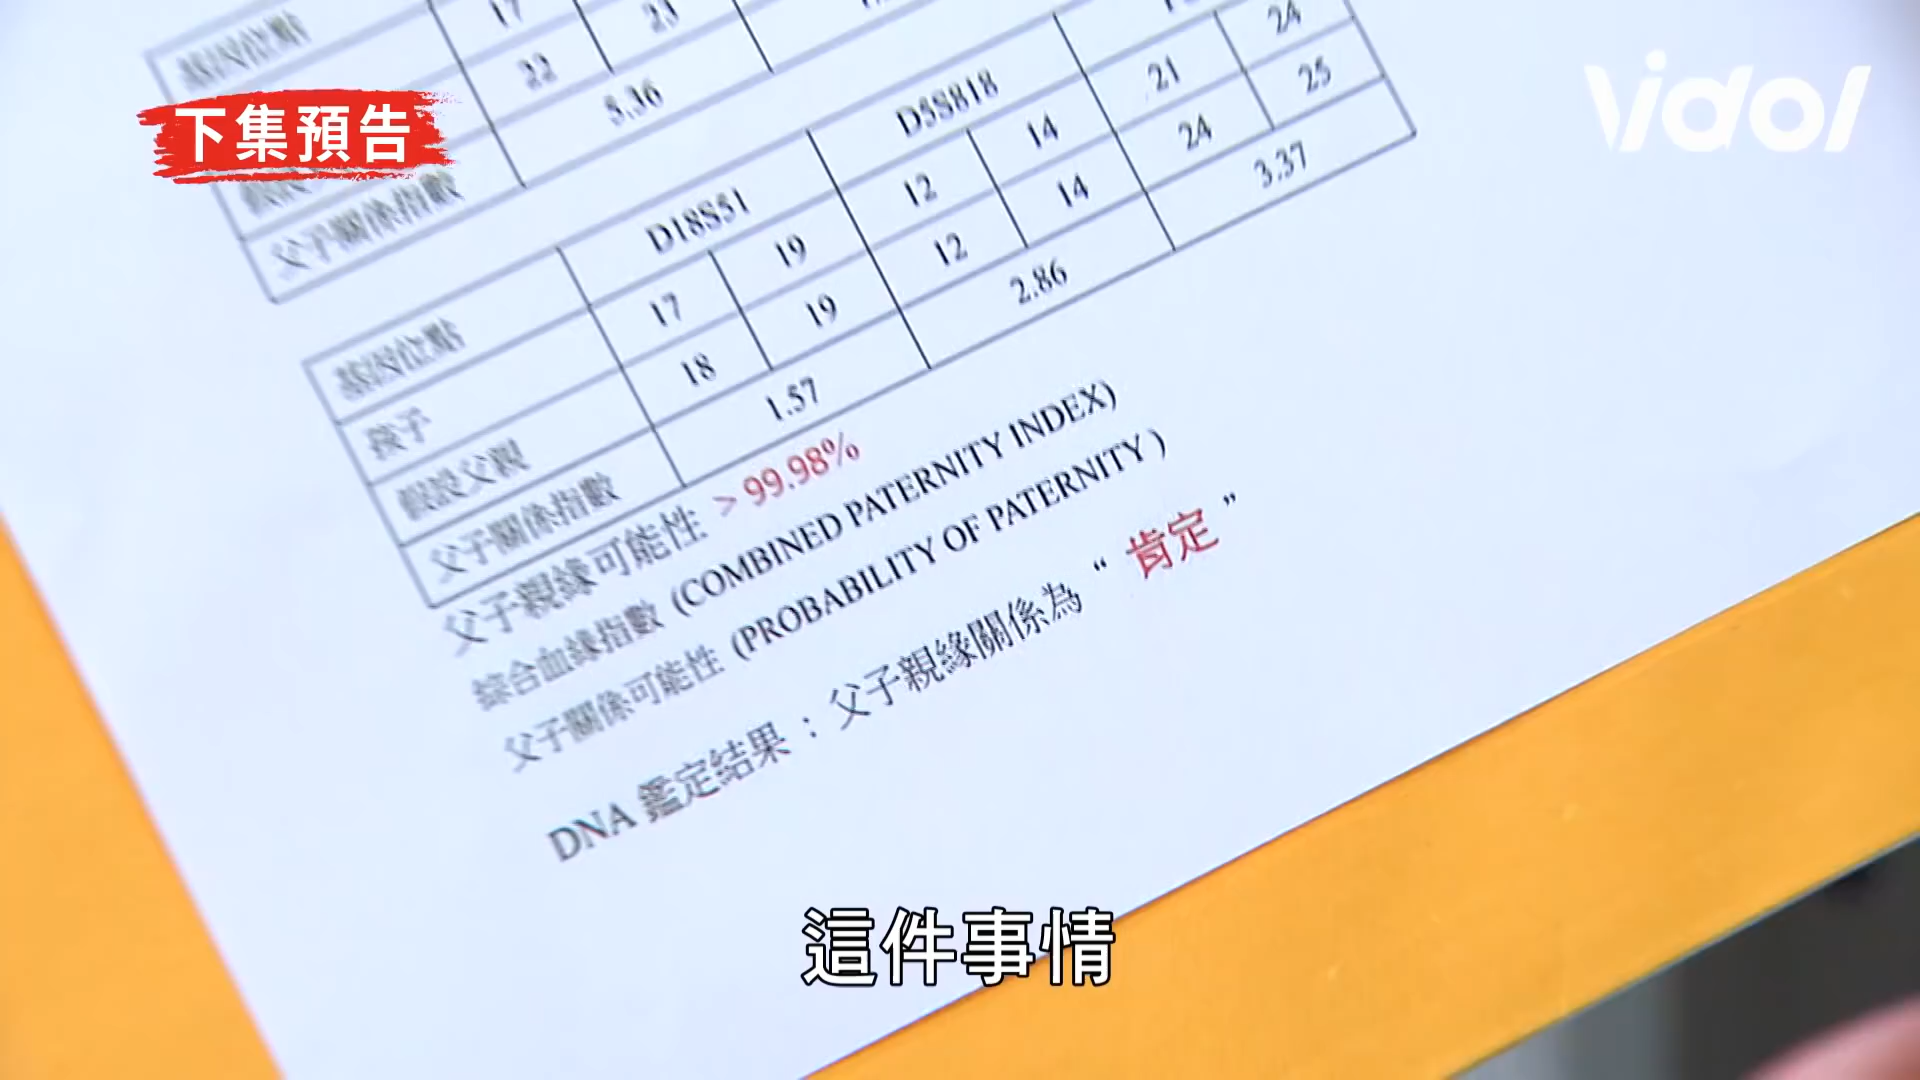 下集預告
Vidol
基因位點 17 23
22
5.36
父子關係指數
24
21 25
24
3.37
基因位點 D18S51 D5S818
孩子 17 19 12 14
假設父親 18 19 12 14
父子關係指數 1.57 2.86
父子親緣可能性 > 99.98%
綜合血緣指數 (COMBINED PATERNITY INDEX)
父子關係可能性 (PROBABILITY OF PATERNITY )
DNA 鑑定結果：父子親緣關係為 “ 肯定 ”
這件事情